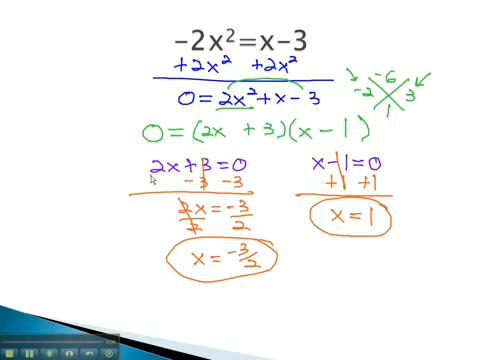 -2x²=x-3
+2x² +2x²
0=2x²+x-3
-6
-2 3
1
0=(2x +3)(x-1)
2x+3=0 x-1=0
-3 -3 +1 +1
2x/2=-3/2 x=1
x=-3/2